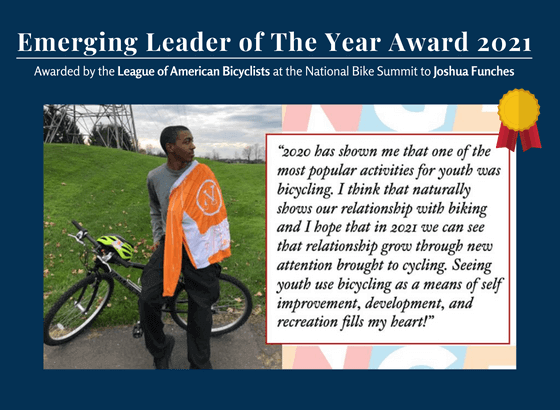 Emerging Leader of The Year Award 2021
Awarded by the League of American Bicyclists at the National Bike Summit to Joshua Funches
“2020 has shown me that one of the
most popular activities for youth was
bicycling. I think that naturally
shows our relationship with biking
and I hope that in 2021 we can see
that relationship grow through new
attention brought to cycling. Seeing
youth use bicycling as a means of self
improvement, development, and
recreation fills my heart!”